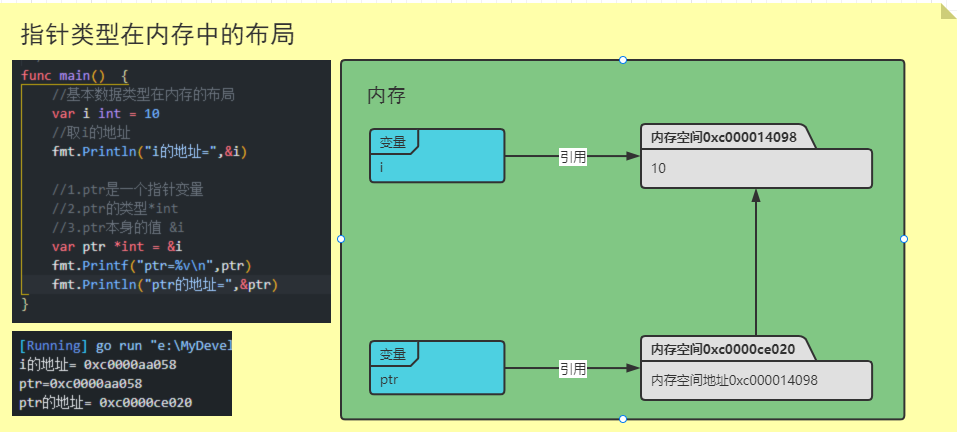 指针类型在内存中的布局
func main() {
//基本数据类型在内存的布局
var i int = 10
//取i的地址
fmt.Println("i的地址=",&i)
//1.ptr是一个指针变量
//2.ptr的类型*int
//3.ptr本身的值 &i
var ptr *int = &i
fmt.Printf("ptr=%v\n",ptr)
fmt.Println("ptr的地址=",&ptr)
}
[Running] go run "e:\MyDevel
i的地址= 0xc0000aa058
ptr=0xc0000aa058
ptr的地址= 0xc0000ce020
内存
变量
i
引用
内存空间0xc000014098
10
变量
ptr
引用
内存空间0xc0000ce020
内存空间地址0xc000014098